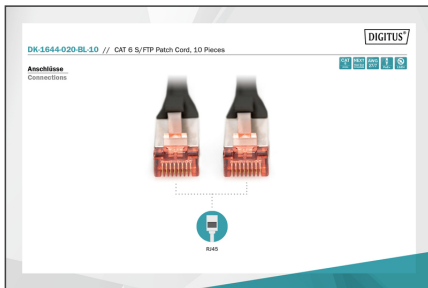 DIGITUS®
DK-1644-020-BL-10 // CAT 6 S/FTP Patch Cord, 10 Pieces
Anschlüsse
Connections
RJ45